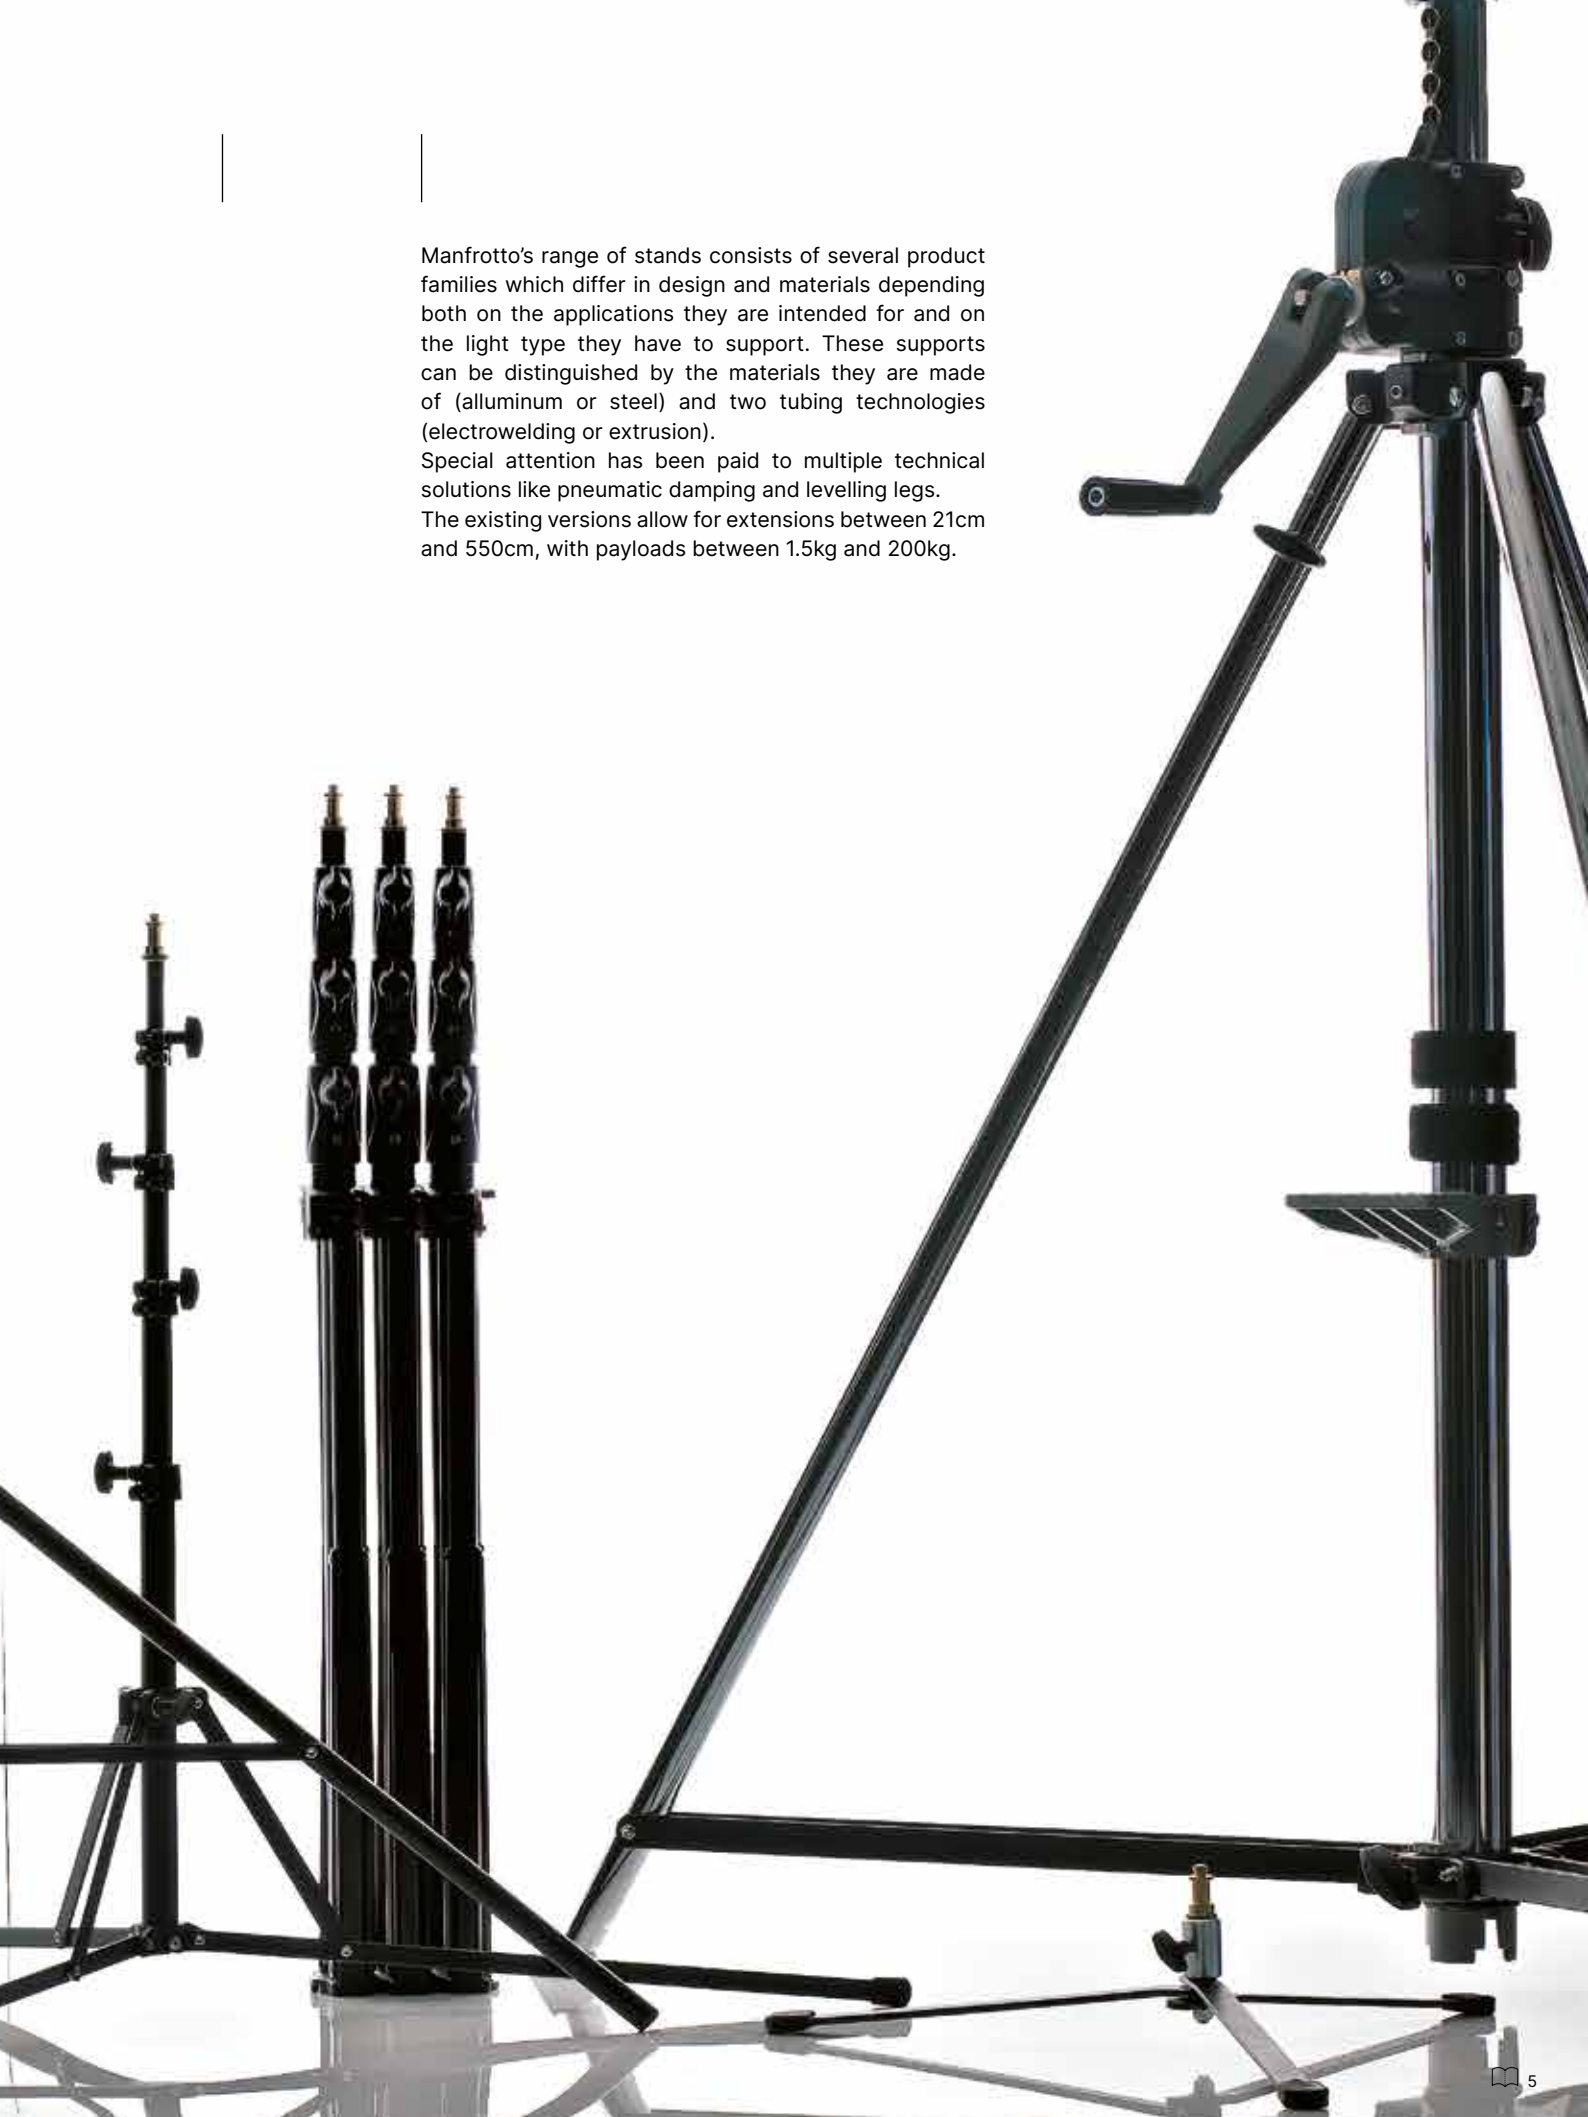 Manfrotto’s range of stands consists of several product
families which differ in design and materials depending
both on the applications they are intended for and on
the light type they have to support. These supports
can be distinguished by the materials they are made
of (alluminum or steel) and two tubing technologies
(electrowelding or extrusion).
Special attention has been paid to multiple technical
solutions like pneumatic damping and levelling legs.
The existing versions allow for extensions between 21cm
and 550cm, with payloads between 1.5kg and 200kg.
5